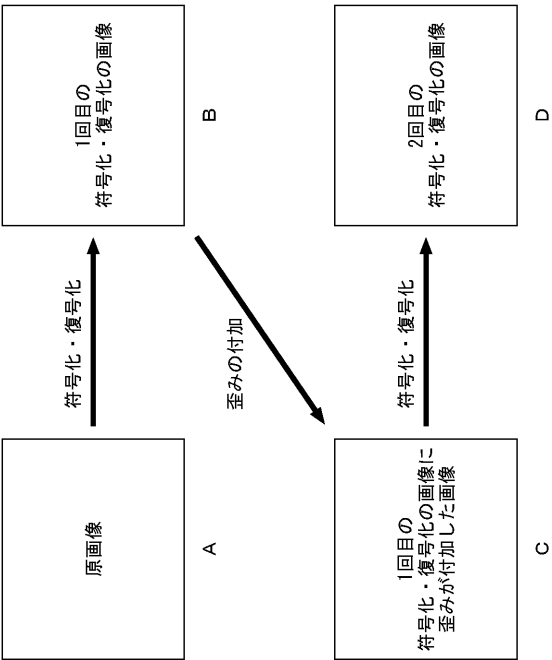 原画像
A
符号化・復号化
1回目の
符号化・復号化の画像
B
歪みの付加
1回目の
符号化・復号化の画像に
歪みが付加した画像
C
符号化・復号化
2回目の
符号化・復号化の画像
D